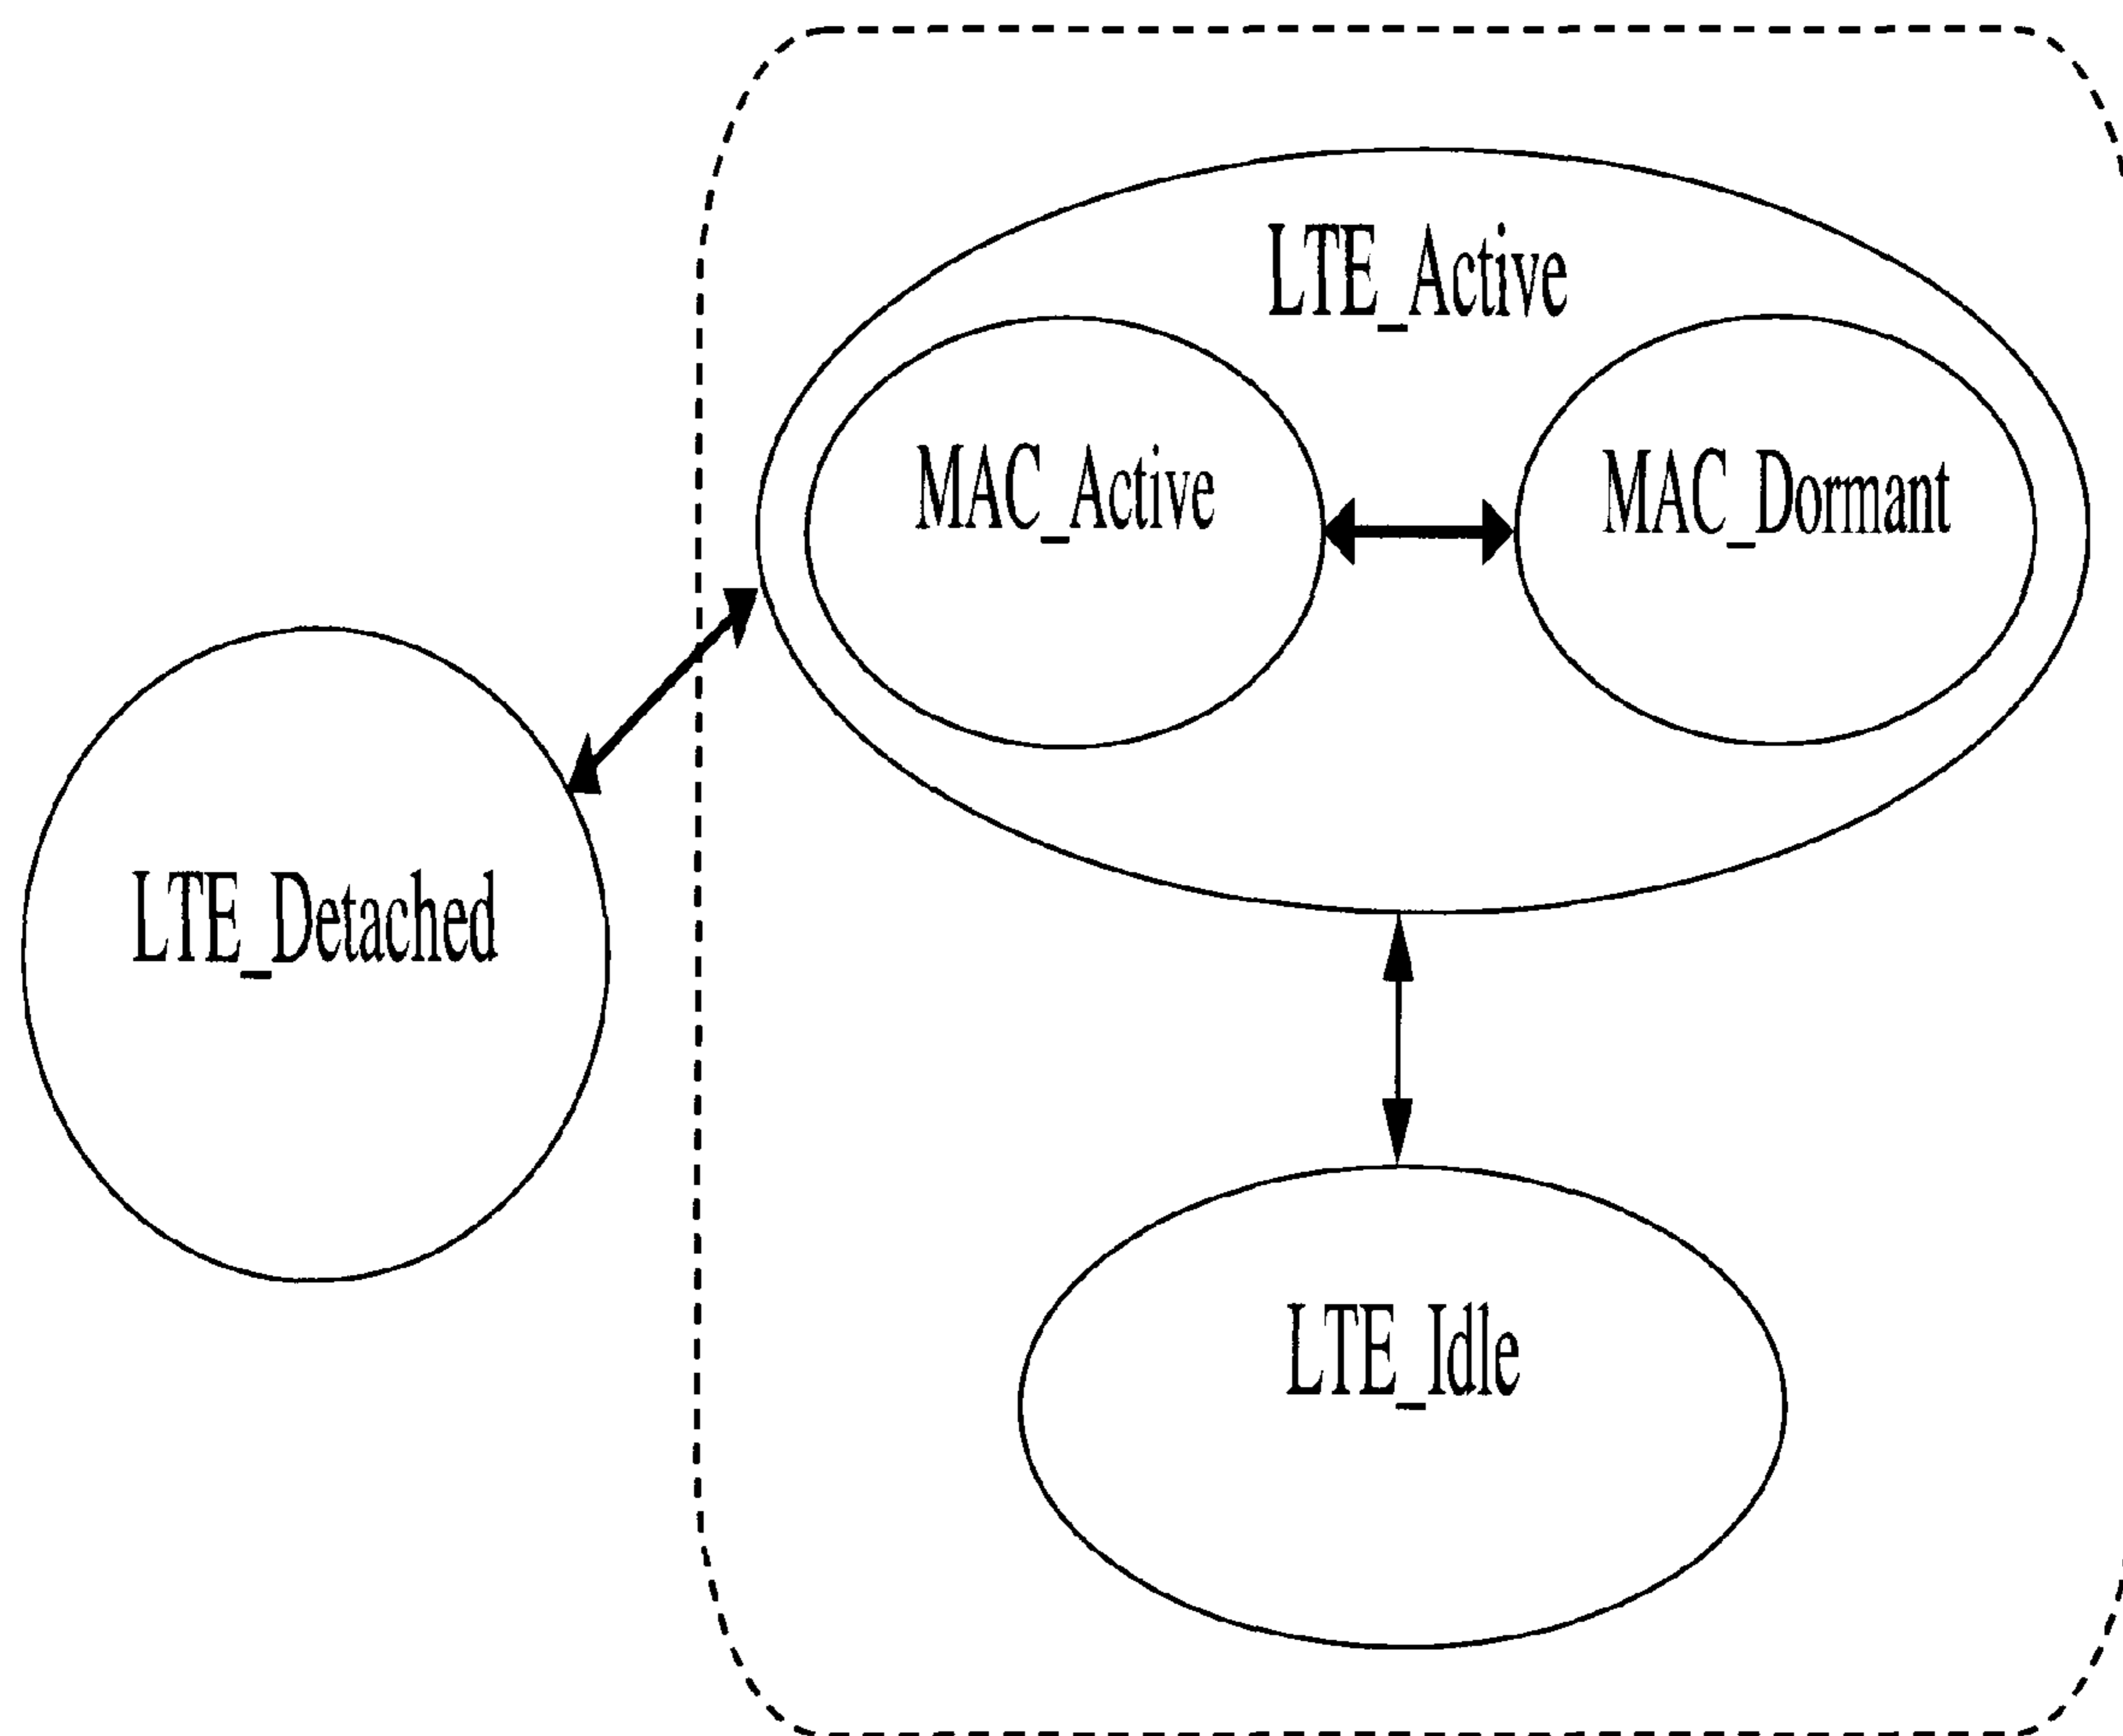 LTE_Active
MAC_Active
MAC_Dormant
LTE_Detached
LTE_Idle